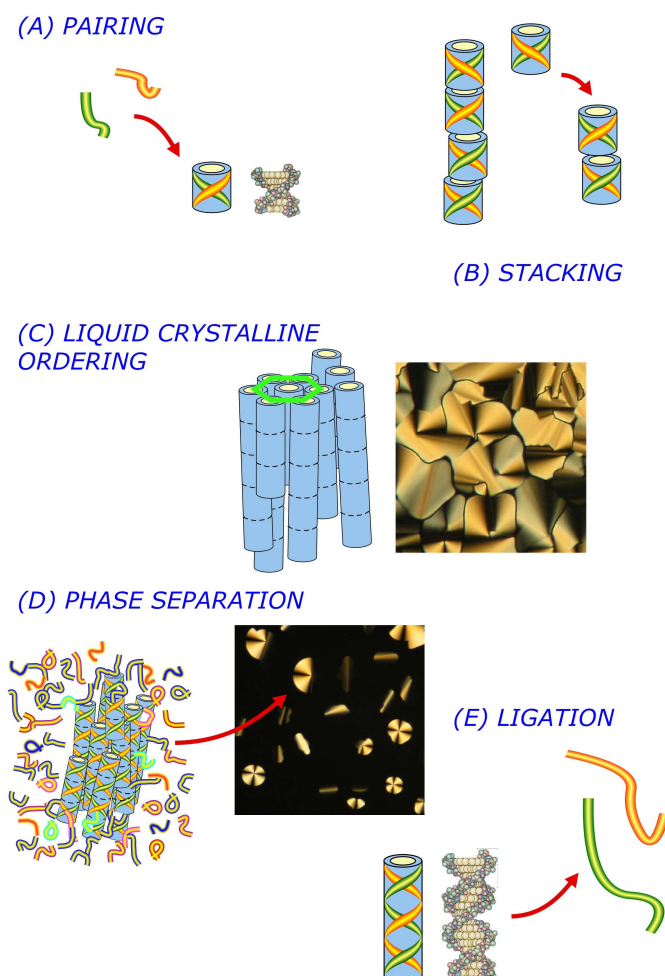 (A) PAIRING
(B) STACKING
(C) LIQUID CRYSTALLINE
ORDERING
(D) PHASE SEPARATION
(E) LIGATION